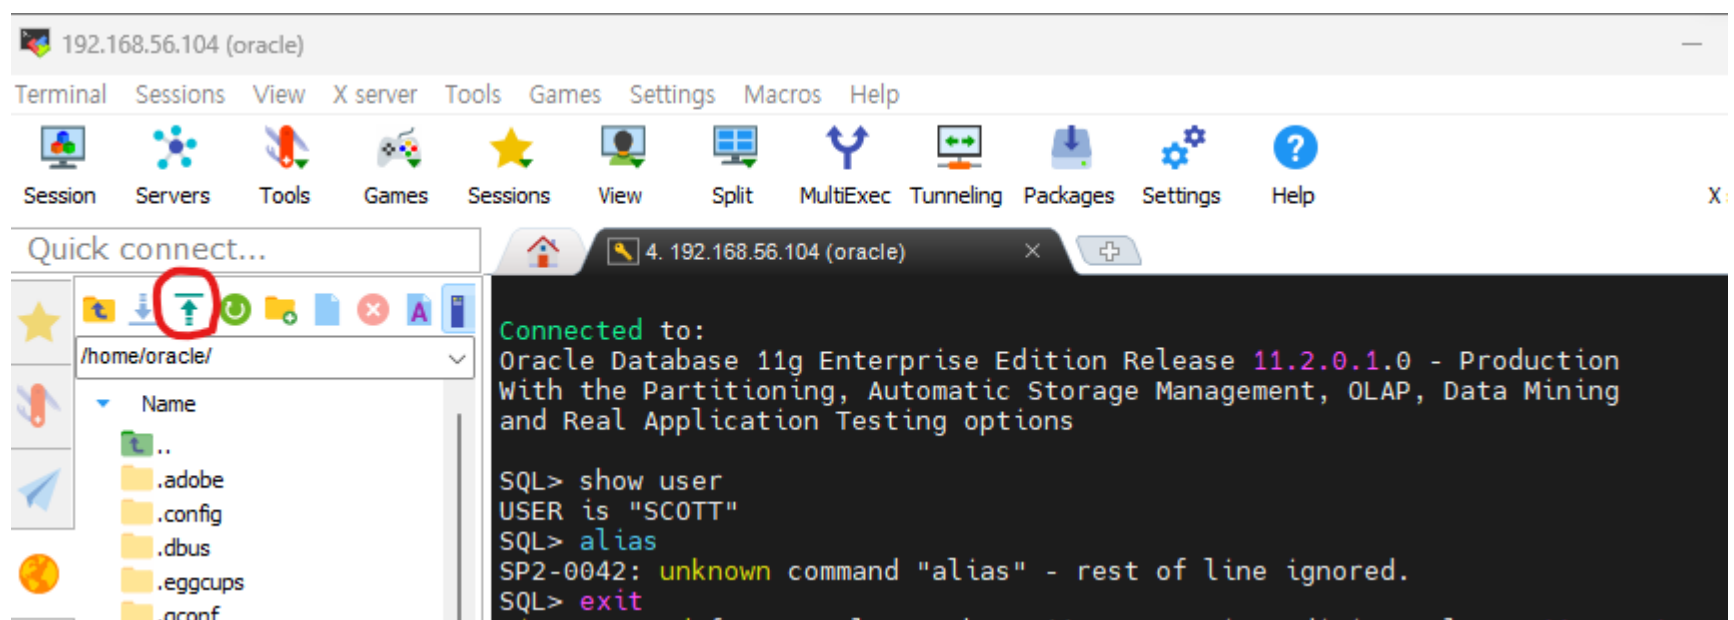 192.168.56.104 (oracle)
Terminal Sessions View X server Tools Games Settings Macros Help
Session Servers Tools Games Sessions View Split MultiExec Tunneling Packages Settings Help X
Quick connect...
4. 192.168.56.104 (oracle)
/home/oracle/
Name
..
.adobe
.config
.dbus
.eggcups
.gconf
Connected to:
Oracle Database 11g Enterprise Edition Release 11.2.0.1.0 - Production
With the Partitioning, Automatic Storage Management, OLAP, Data Mining
and Real Application Testing options
SQL> show user
USER is "SCOTT"
SQL> alias
SP2-0042: unknown command "alias" - rest of line ignored.
SQL> exit